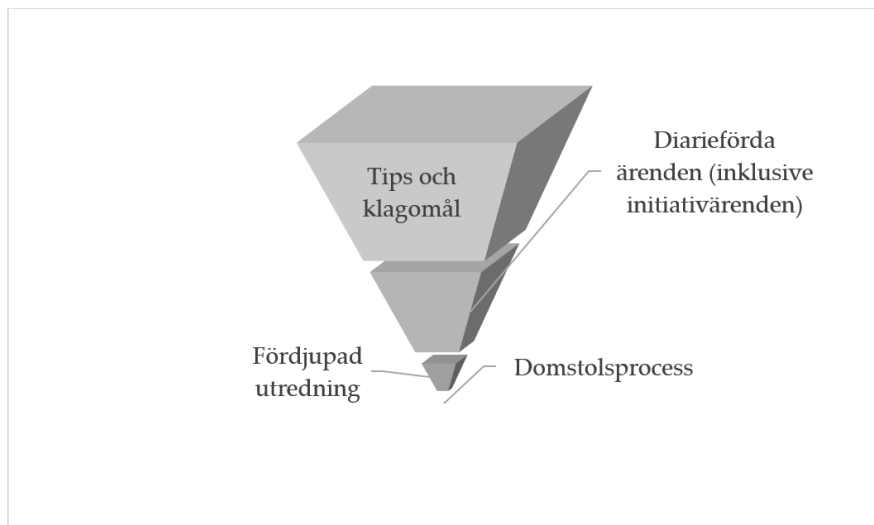 Tips och
klagomål
Diarieförda
ärenden (inklusive
initiativärenden)
Fördjupad
utredning
Domstolsprocess